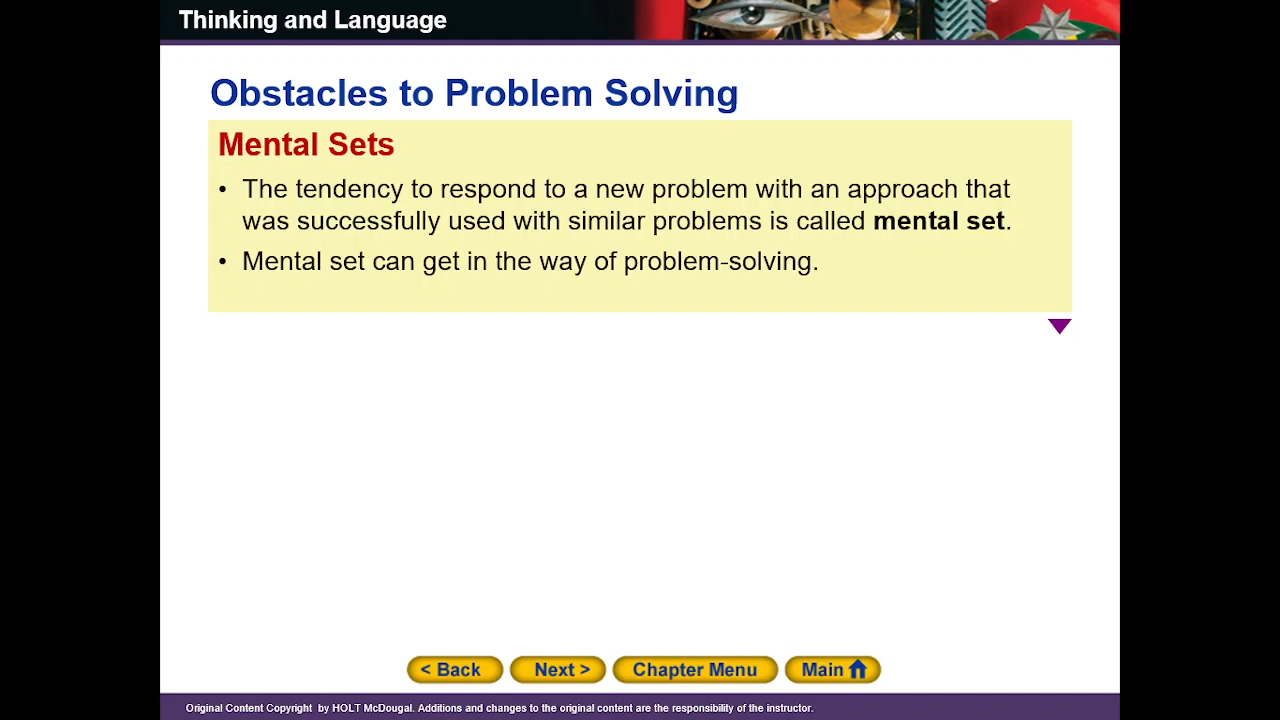 Thinking and Language
Obstacles to Problem Solving
Mental Sets
• The tendency to respond to a new problem with an approach that
was successfully used with similar problems is called mental set.
• Mental set can get in the way of problem-solving.
< Back
Next >
Chapter Menu
Main
Original Content Copyright by HOLT McDougal. Additions and changes to the original content are the responsibility of the instructor.